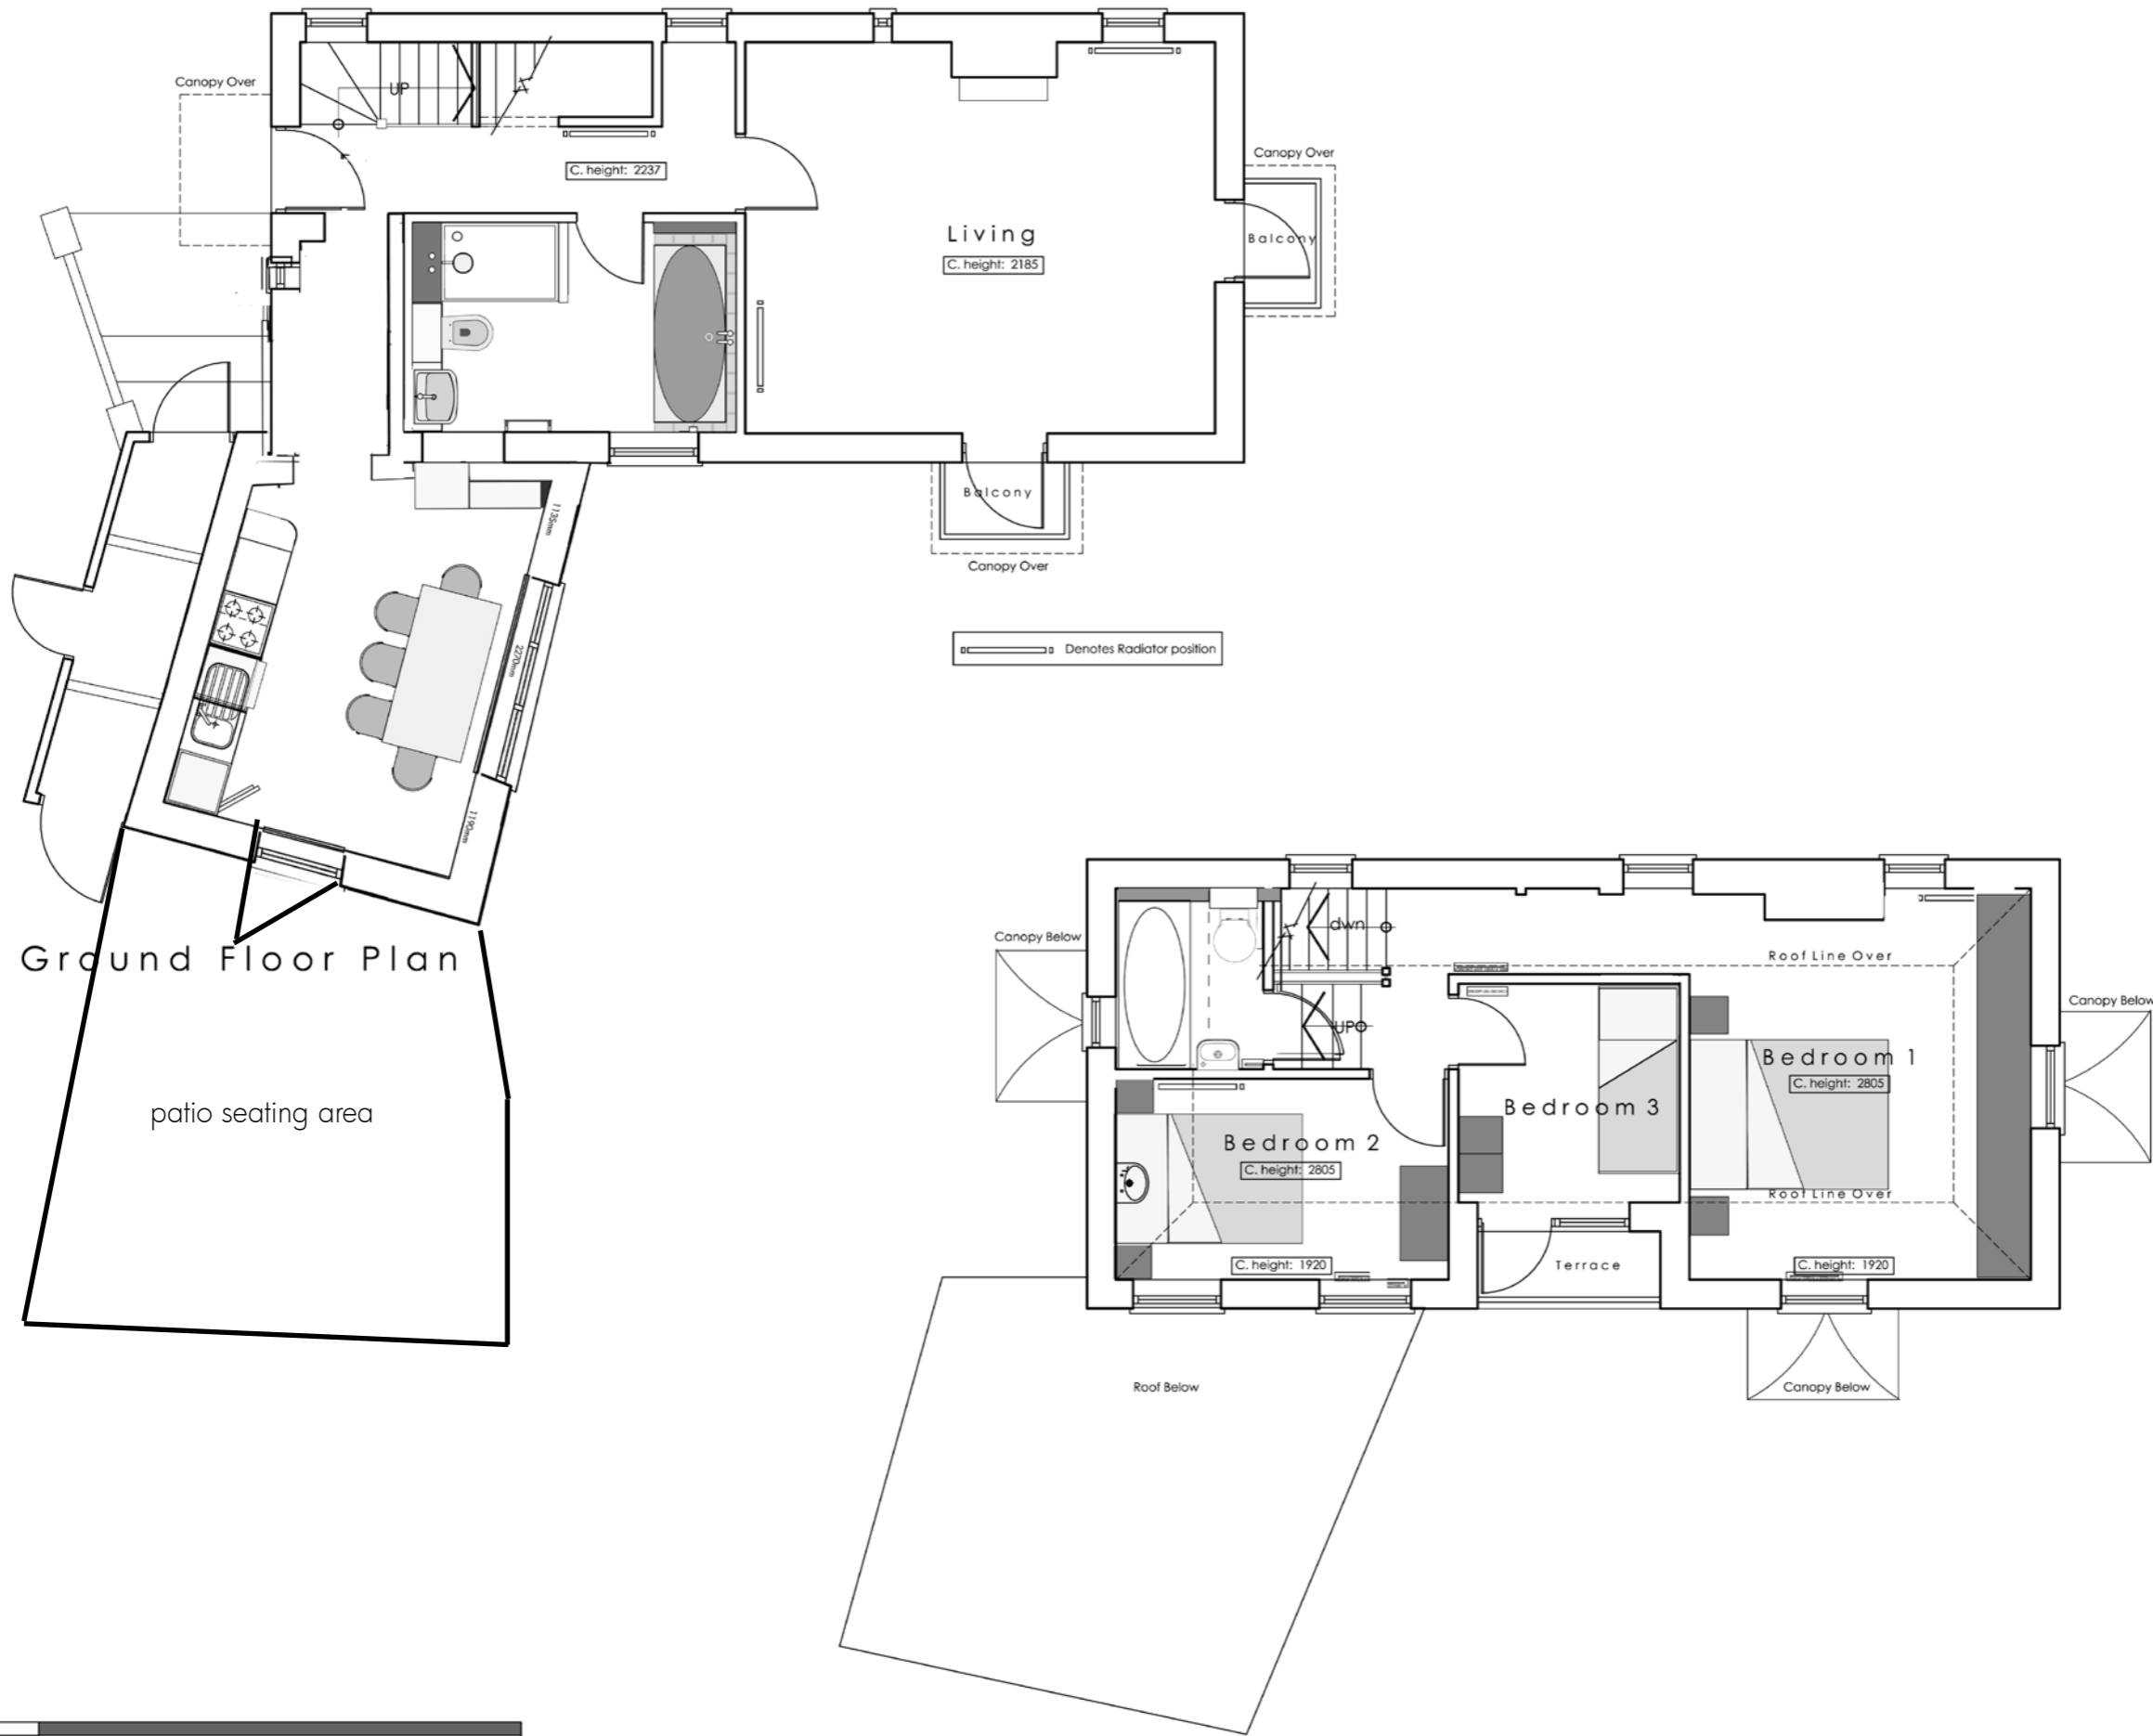 Canopy Over
UP
C. height: 2237
Canopy Over
Living
C. height: 2185
Balcony
Balcony
Canopy Over
1135mm
2270mm
1190mm
Denotes Radiator position
Ground Floor Plan
patio seating area
Canopy Below
dwn
UP
Roof Line Over
Canopy Below
Bedroom 1
C. height: 2805
Bedroom 3
Bedroom 2
C. height: 2805
Roof Line Over
C. height: 1920
Terrace
C. height: 1920
Roof Below
Canopy Below